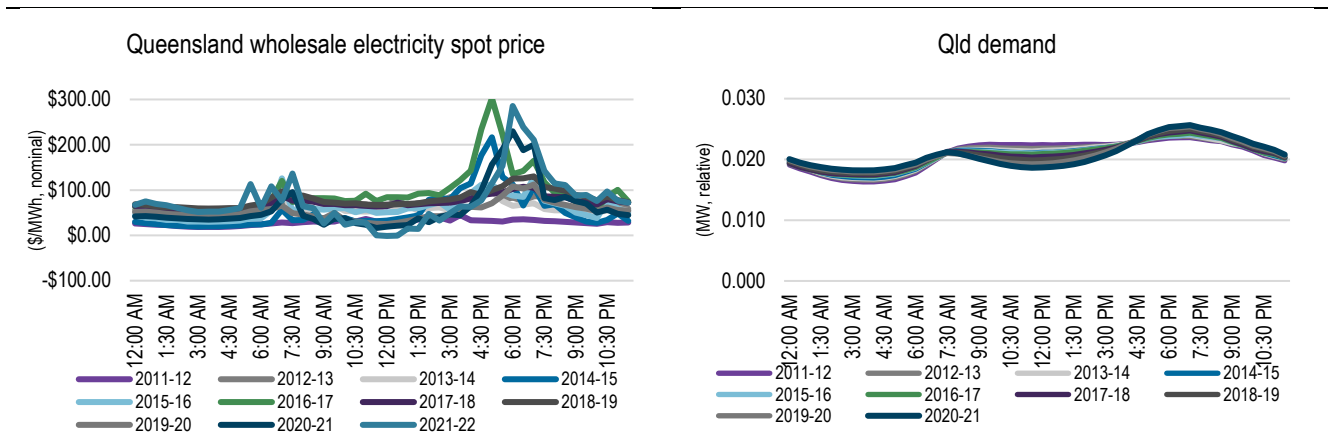 Queensland wholesale electricity spot price
($/MWh, nominal)
$300.00
$200.00
$100.00
$0.00
-$100.00
12:00 AM
1:30 AM
3:00 AM
4:30 AM
6:00 AM
7:30 AM
9:00 AM
10:30 AM
12:00 PM
1:30 PM
3:00 PM
4:30 PM
6:00 PM
7:30 PM
9:00 PM
10:30 PM
2011-12 2012-13 2013-14 2014-15
2015-16 2016-17 2017-18 2018-19
2019-20 2020-21 2021-22
Qld demand
(MW, relative)
0.030
0.020
0.010
0.000
12:00 AM
1:30 AM
3:00 AM
4:30 AM
6:00 AM
7:30 AM
9:00 AM
10:30 AM
12:00 PM
1:30 PM
3:00 PM
4:30 PM
6:00 PM
7:30 PM
9:00 PM
10:30 PM
2011-12 2012-13 2013-14 2014-15
2015-16 2016-17 2017-18 2018-19
2019-20 2020-21